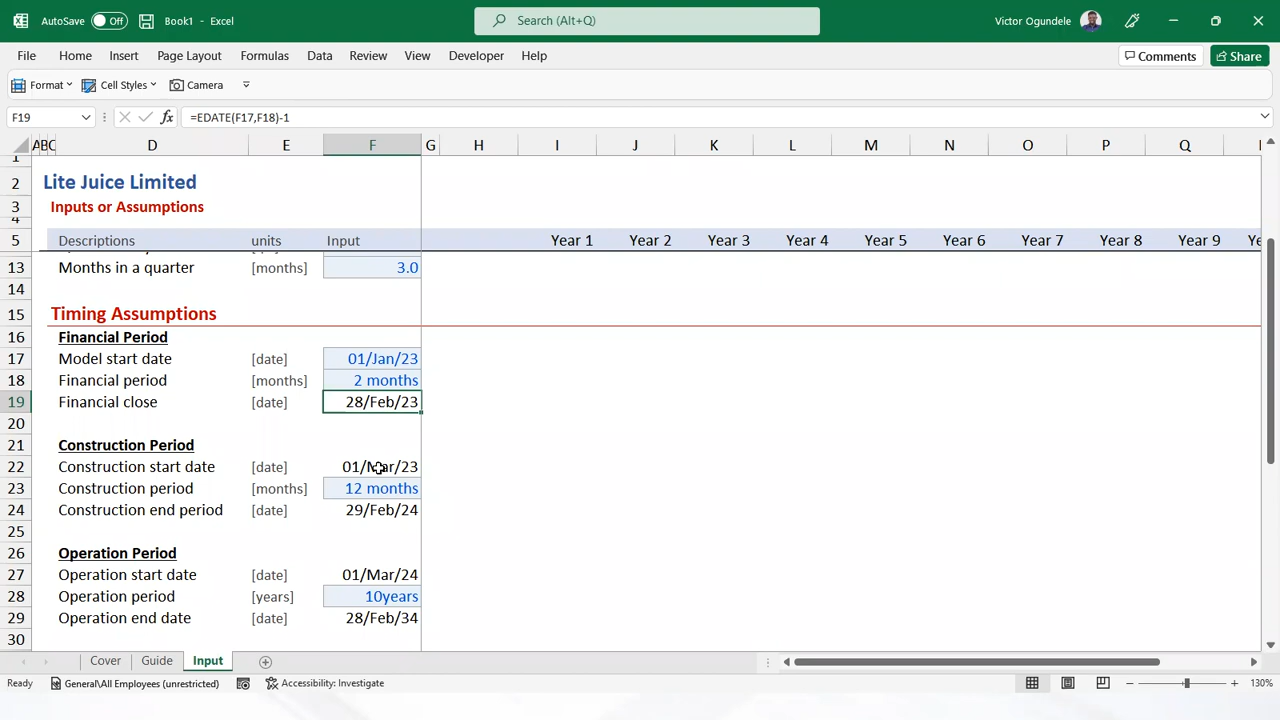 AutoSave Off Book1 - Excel Search (Alt+Q) Victor Ogundele
File Home Insert Page Layout Formulas Data Review View Developer Help Comments Share
Format Cell Styles Camera
F19 fx =EDATE(F17,F18)-1
D E F G H I J K L M N O P Q
2 Lite Juice Limited
3 Inputs or Assumptions
5 Descriptions units Input Year 1 Year 2 Year 3 Year 4 Year 5 Year 6 Year 7 Year 8 Year 9
13 Months in a quarter [months] 3.0
14
15 Timing Assumptions
16 Financial Period
17 Model start date [date] 01/Jan/23
18 Financial period [months] 2 months
19 Financial close [date] 28/Feb/23
20
21 Construction Period
22 Construction start date [date] 01/Mar/23
23 Construction period [months] 12 months
24 Construction end period [date] 29/Feb/24
25
26 Operation Period
27 Operation start date [date] 01/Mar/24
28 Operation period [years] 10years
29 Operation end date [date] 28/Feb/34
30
Cover Guide Input
Ready General\All Employees (unrestricted) Accessibility: Investigate 130%